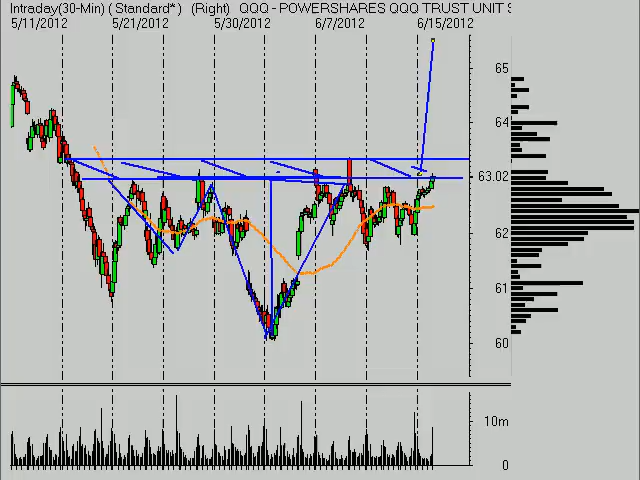 Intraday(30-Min) ( Standard* ) (Right) QQQ - POWERSHARES QQQ TRUST UNIT S
5/11/2012 5/21/2012 5/30/2012 6/7/2012 6/15/2012
65
64
63.02
62
61
60
10m
0